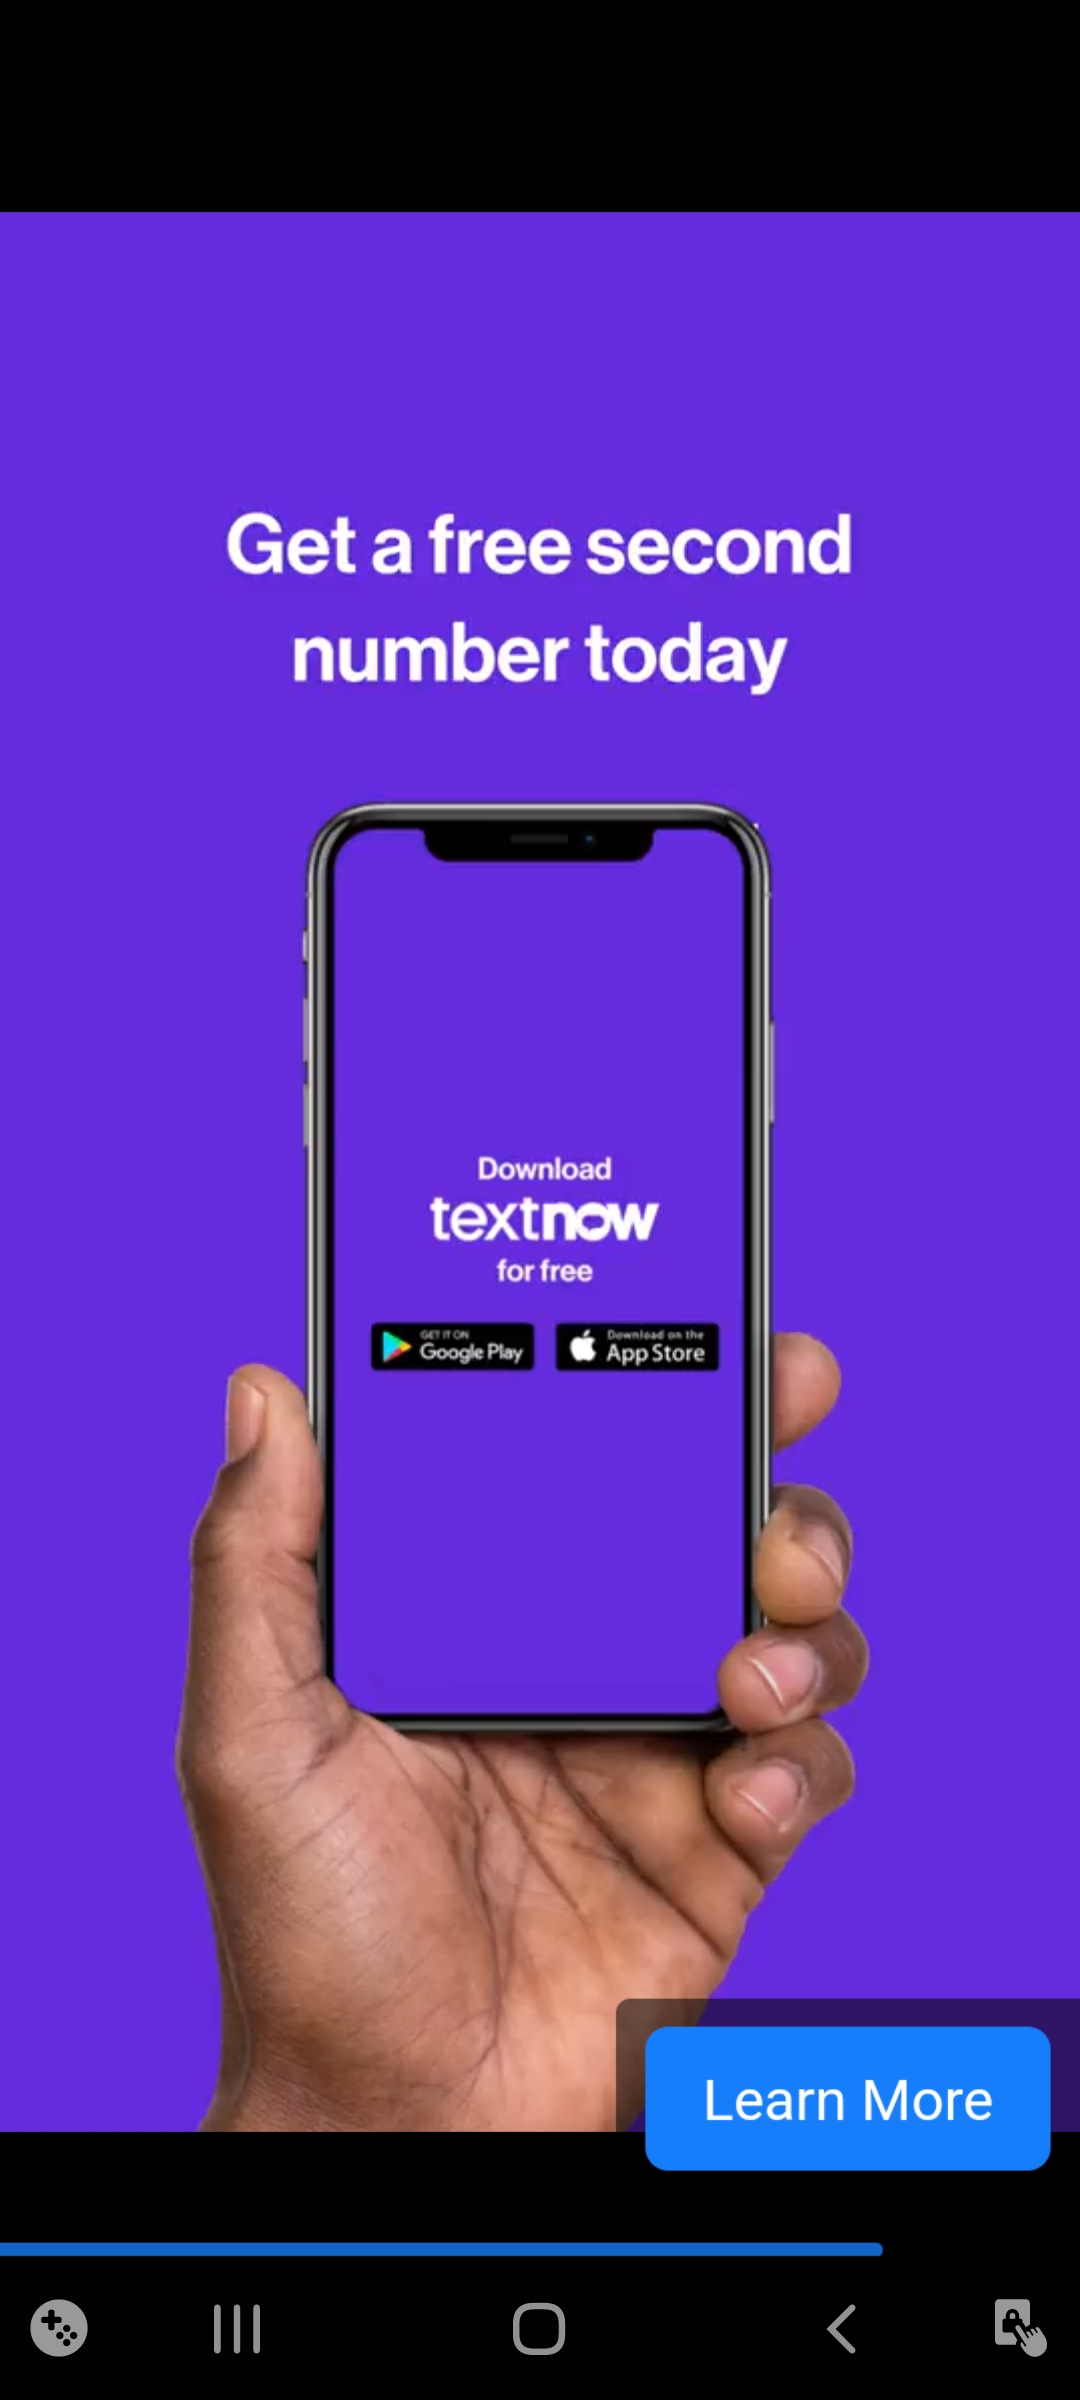 Get a free second
number today
Download
textnow
for free
GET IT ON
Google Play
Download on the
App Store
Learn More